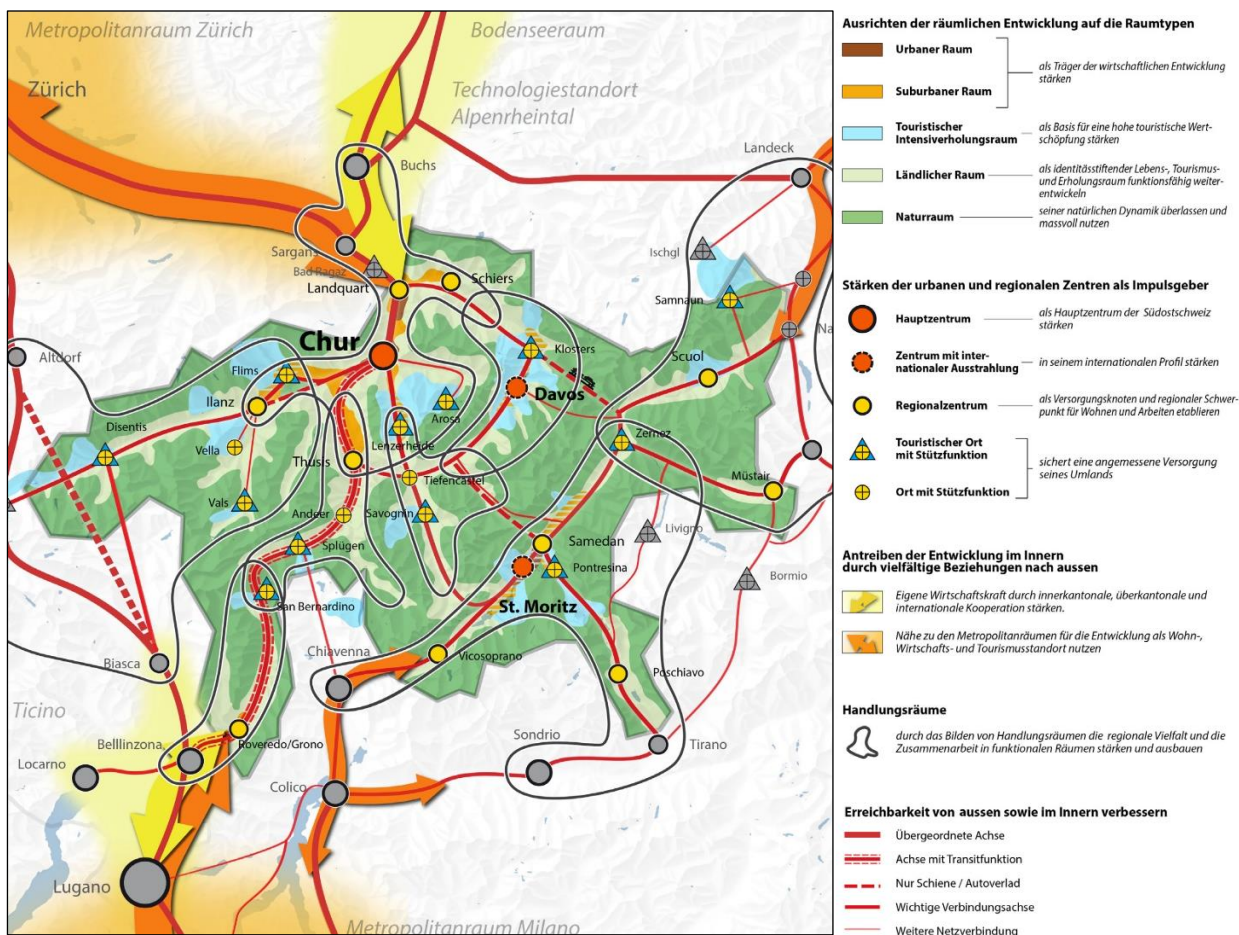 Metropolitanraum Zürich
Bodenseeraum
Zürich
Technologiestandort
Alpenrheintal
Landeck
Buchs
Ischgl
Sargans
Bad Ragaz
Landquart
Schiers
Samnaun
Altdorf
Chur
Klosters
Scuol
Flims
Davos
Ilanz
Arosa
Disentis
Lenzerheide
Zernez
Vella
Thusis
Tiefencastel
Müstair
Vals
Andeer
Savognin
Livigno
Samedan
Splügen
Pontresina
Bormio
San Bernardino
St. Moritz
Chiavenna
Vicosoprano
Biasca
Poschiavo
Ticino
Sondrio
Tirano
Belllinzona
Roveredo/Grono
Locarno
Colico
Lugano
Metropolitanraum Milano
Ausrichten der räumlichen Entwicklung auf die Raumtypen
Urbaner Raum
als Träger der wirtschaftlichen Entwicklung
stärken
Suburbaner Raum
Touristischer
Intensiverholungsraum
als Basis für eine hohe touristische Wert-
schöpfung stärken
Ländlicher Raum
als identitässtiftender Lebens-, Tourismus-
und Erholungsraum funktionsfähig weiter-
entwickeln
Naturraum
seiner natürlichen Dynamik überlassen und
massvoll nutzen
Stärken der urbanen und regionalen Zentren als Impulsgeber
Hauptzentrum
als Hauptzentrum der Südostschweiz
stärken
Zentrum mit inter-
nationaler Ausstrahlung
in seinem internationalen Profil stärken
Regionalzentrum
als Versorgungsknoten und regionaler Schwer-
punkt für Wohnen und Arbeiten etablieren
Touristischer Ort
mit Stützfunktion
sichert eine angemessene Versorgung
seines Umlands
Ort mit Stützfunktion
Antreiben der Entwicklung im Innern
durch vielfältige Beziehungen nach aussen
Eigene Wirtschaftskraft durch innerkantonale, überkantonale und
internationale Kooperation stärken.
Nähe zu den Metropolitanräumen für die Entwicklung als Wohn-,
Wirtschafts- und Tourismusstandort nutzen
Handlungsräume
durch das Bilden von Handlungsräumen die regionale Vielfalt und die
Zusammenarbeit in funktionalen Räumen stärken und ausbauen
Erreichbarkeit von aussen sowie im Innern verbessern
Übergeordnete Achse
Achse mit Transitfunktion
Nur Schiene / Autoverlad
Wichtige Verbindungsachse
Weitere Netzverbindung